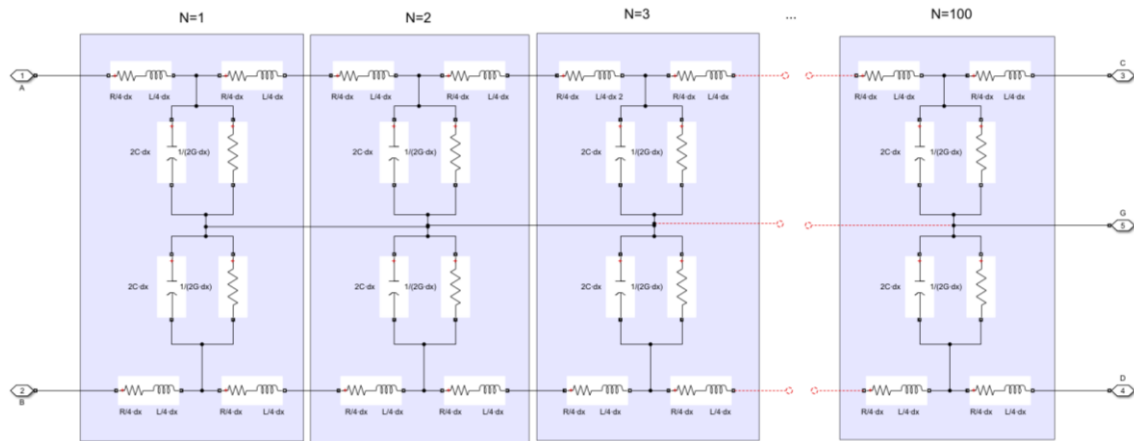 N=1 N=2 N=3 ... N=100
1 C 3
A
R/4·dx L/4·dx R/4·dx L/4·dx R/4·dx L/4·dx R/4·dx L/4·dx R/4·dx L/4·dx 2 R/4·dx L/4·dx R/4·dx L/4·dx R/4·dx L/4·dx
2C·dx 1/(2G·dx) 2C·dx 1/(2G·dx) 2C·dx 1/(2G·dx) 2C·dx 1/(2G·dx)
G
5
2C·dx 1/(2G·dx) 2C·dx 1/(2G·dx) 2C·dx 1/(2G·dx) 2C·dx 1/(2G·dx)
2 D 4
B
R/4·dx L/4·dx R/4·dx L/4·dx R/4·dx L/4·dx R/4·dx L/4·dx R/4·dx L/4·dx R/4·dx L/4·dx R/4·dx L/4·dx R/4·dx L/4·dx